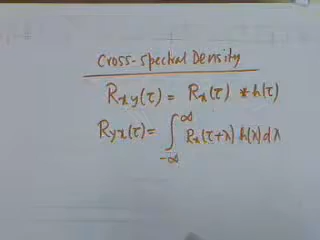 Cross-spectral Density
Rxy(τ) = Rx(τ) * h(τ)
Ryx(τ) = ∫_{-∞}^{∞} Rx(τ+λ) h(λ) dλ